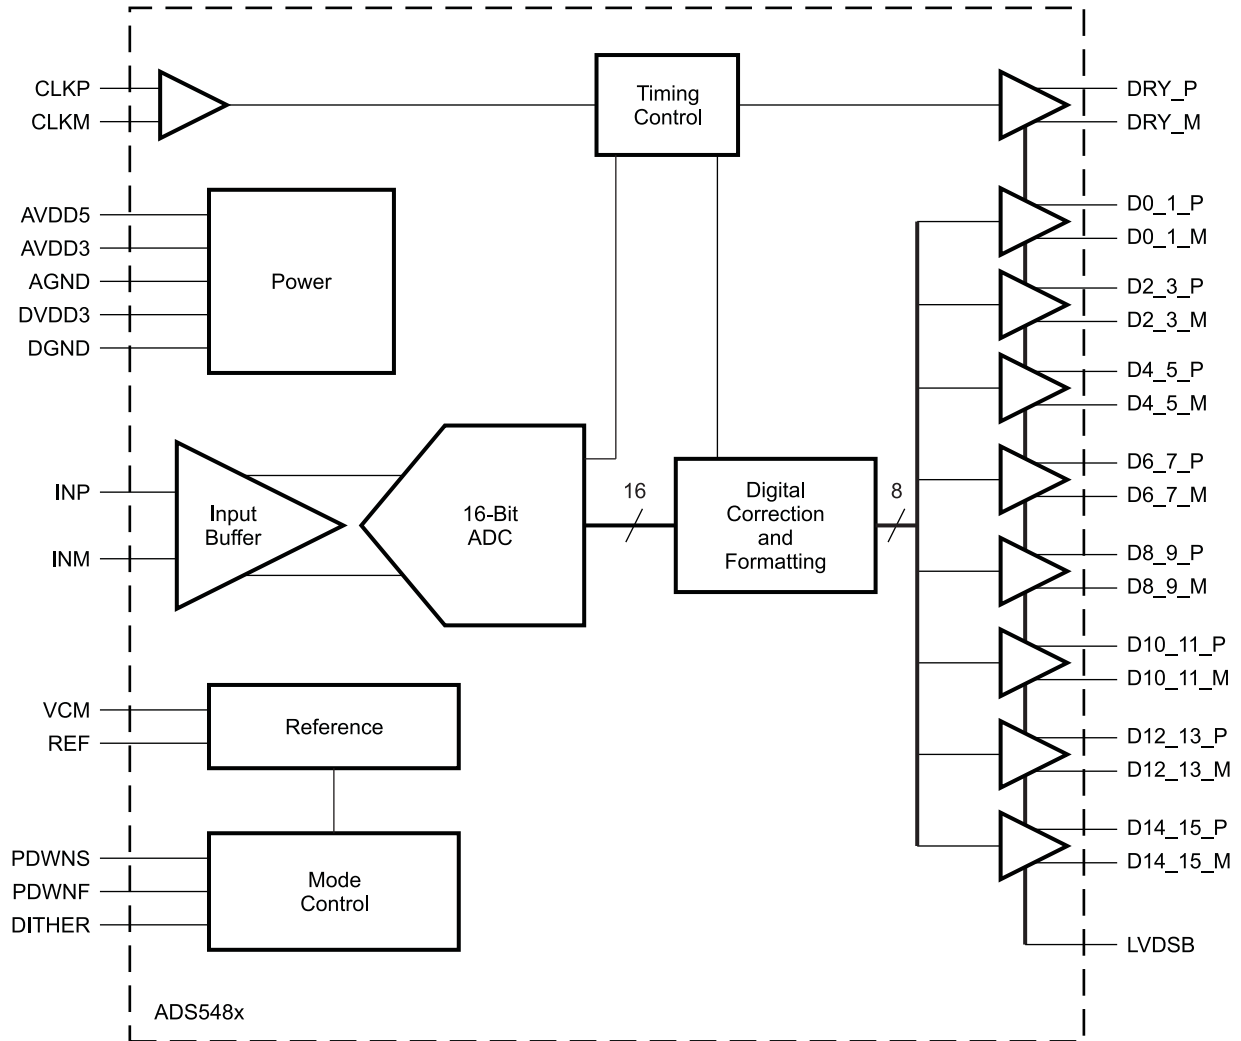 CLKP
CLKM
Timing
Control
DRY_P
DRY_M
AVDD5
AVDD3
AGND
DVDD3
DGND
Power
D0_1_P
D0_1_M
D2_3_P
D2_3_M
D4_5_P
D4_5_M
INP
INM
Input
Buffer
16-Bit
ADC
16
Digital
Correction
and
Formatting
8
D6_7_P
D6_7_M
D8_9_P
D8_9_M
D10_11_P
D10_11_M
VCM
REF
Reference
D12_13_P
D12_13_M
D14_15_P
D14_15_M
PDWNS
PDWNF
DITHER
Mode
Control
LVDSB
ADS548x